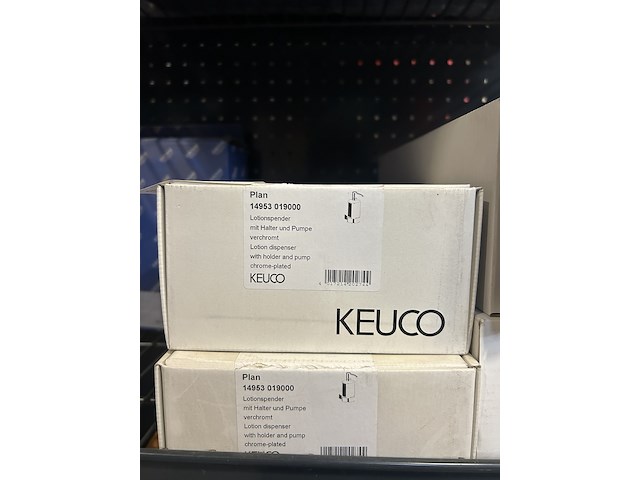 Plan
14953 019000
Lotionspender
mit Halter und Pumpe
verchromt
Lotion dispenser
with holder and pump
chrome-plated
KEUCO
KEUCO
Plan
14953 019000
Lotionspender
mit Halter und Pumpe
verchromt
Lotion dispenser
with holder and pump
chrome-plated